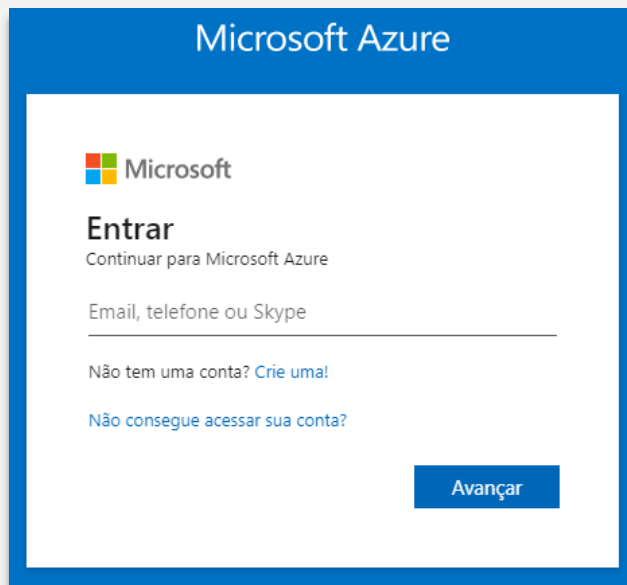 Microsoft Azure
Microsoft
Entrar
Continuar para Microsoft Azure
Email, telefone ou Skype
Não tem uma conta? Crie uma!
Não consegue acessar sua conta?
Avançar